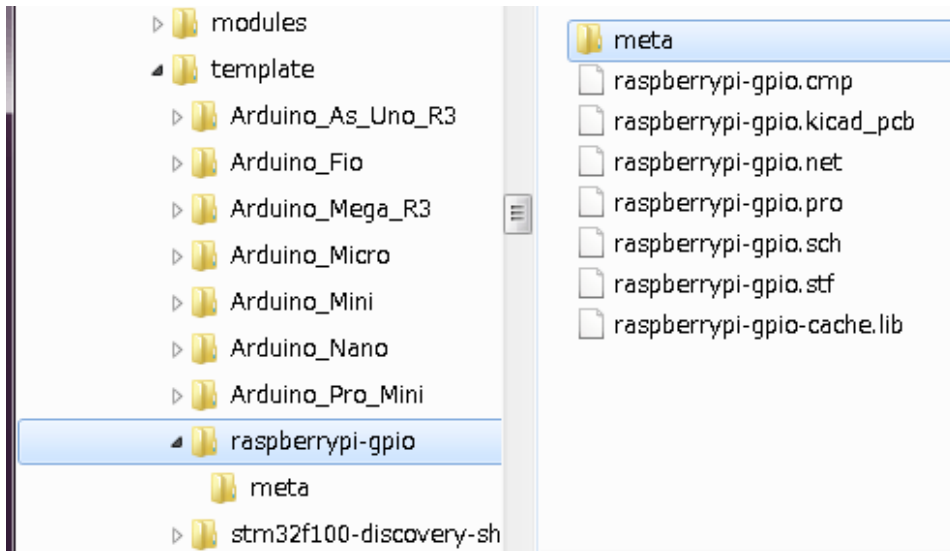 modules
template
Arduino_As_Uno_R3
Arduino_Fio
Arduino_Mega_R3
Arduino_Micro
Arduino_Mini
Arduino_Nano
Arduino_Pro_Mini
raspberrypi-gpio
meta
stm32f100-discovery-sh
meta
raspberrypi-gpio.cmp
raspberrypi-gpio.kicad_pcb
raspberrypi-gpio.net
raspberrypi-gpio.pro
raspberrypi-gpio.sch
raspberrypi-gpio.stf
raspberrypi-gpio-cache.lib